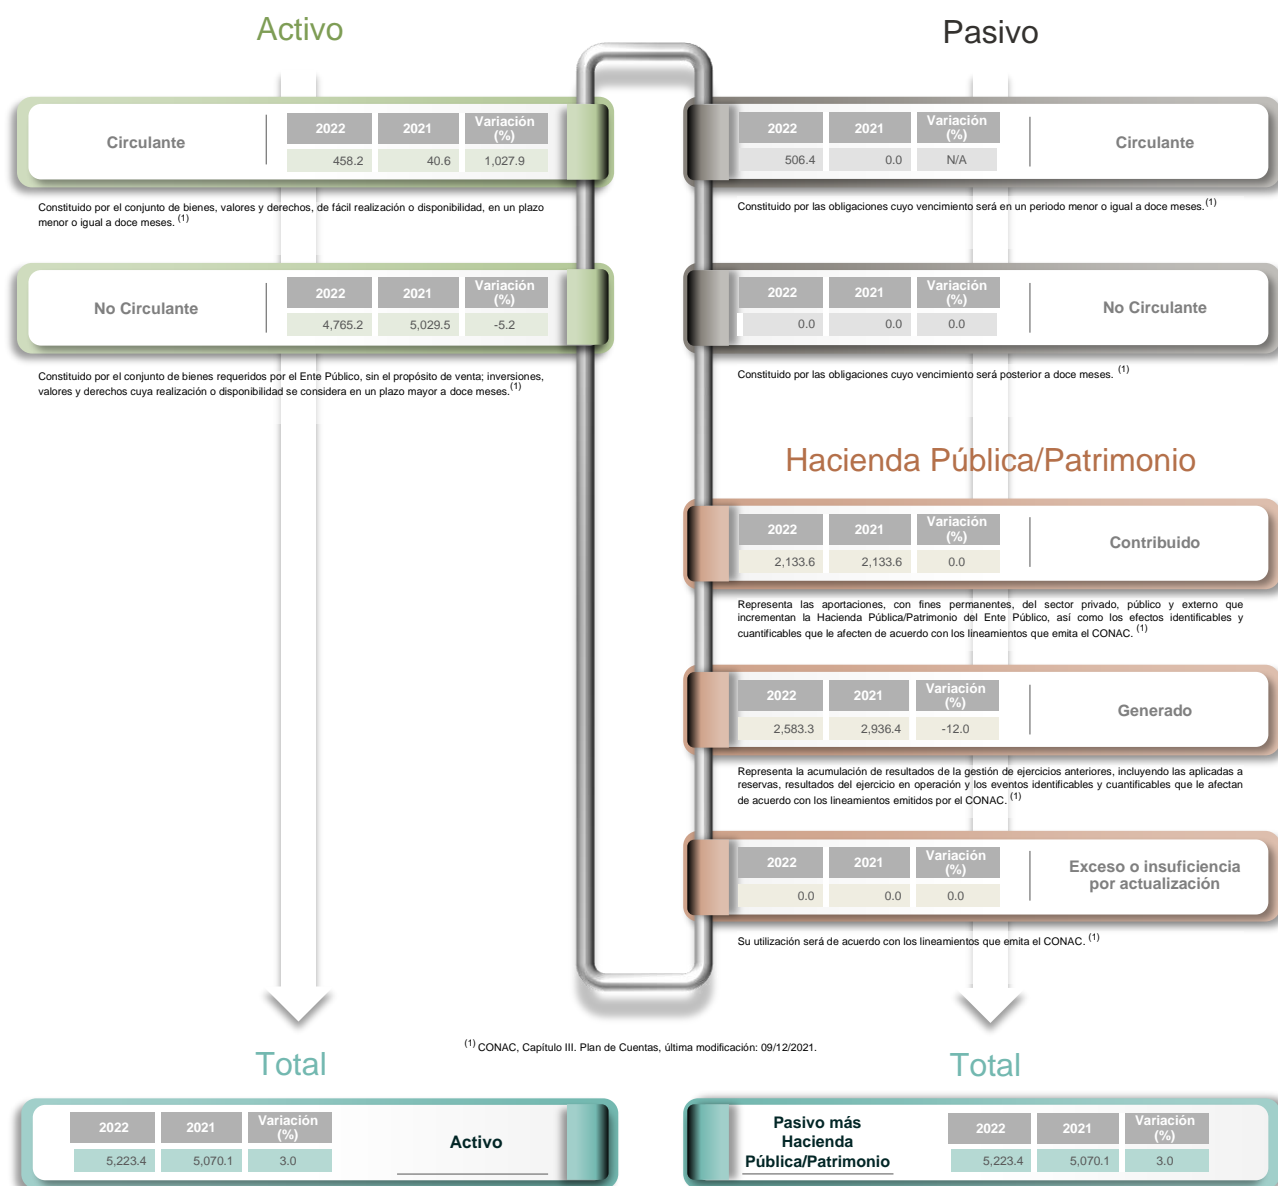 Activo
Circulante
2022 2021 Variación (%)
458.2 40.6 1,027.9
Constituido por el conjunto de bienes, valores y derechos, de fácil realización o disponibilidad, en un plazo
menor o igual a doce meses. (1)
No Circulante
2022 2021 Variación (%)
4,765.2 5,029.5 -5.2
Constituido por el conjunto de bienes requeridos por el Ente Público, sin el propósito de venta; inversiones,
valores y derechos cuya realización o disponibilidad se considera en un plazo mayor a doce meses. (1)
Pasivo
2022 2021 Variación (%)
506.4 0.0 N/A
Circulante
Constituido por las obligaciones cuyo vencimiento será en un periodo menor o igual a doce meses. (1)
2022 2021 Variación (%)
0.0 0.0 0.0
No Circulante
Constituido por las obligaciones cuyo vencimiento será posterior a doce meses. (1)
Hacienda Pública/Patrimonio
2022 2021 Variación (%)
2,133.6 2,133.6 0.0
Contribuido
Representa las aportaciones, con fines permanentes, del sector privado, público y externo que
incrementan la Hacienda Pública/Patrimonio del Ente Público, así como los efectos identificables y
cuantificables que le afecten de acuerdo con los lineamientos que emita el CONAC. (1)
2022 2021 Variación (%)
2,583.3 2,936.4 -12.0
Generado
Representa la acumulación de resultados de la gestión de ejercicios anteriores, incluyendo las aplicadas a
reservas, resultados del ejercicio en operación y los eventos identificables y cuantificables que le afectan
de acuerdo con los lineamientos emitidos por el CONAC. (1)
2022 2021 Variación (%)
0.0 0.0 0.0
Exceso o insuficiencia
por actualización
Su utilización será de acuerdo con los lineamientos que emita el CONAC. (1)
(1) CONAC, Capítulo III. Plan de Cuentas, última modificación: 09/12/2021.
Total
2022 2021 Variación (%)
5,223.4 5,070.1 3.0
Activo
Total
Pasivo más
Hacienda
Pública/Patrimonio
2022 2021 Variación (%)
5,223.4 5,070.1 3.0